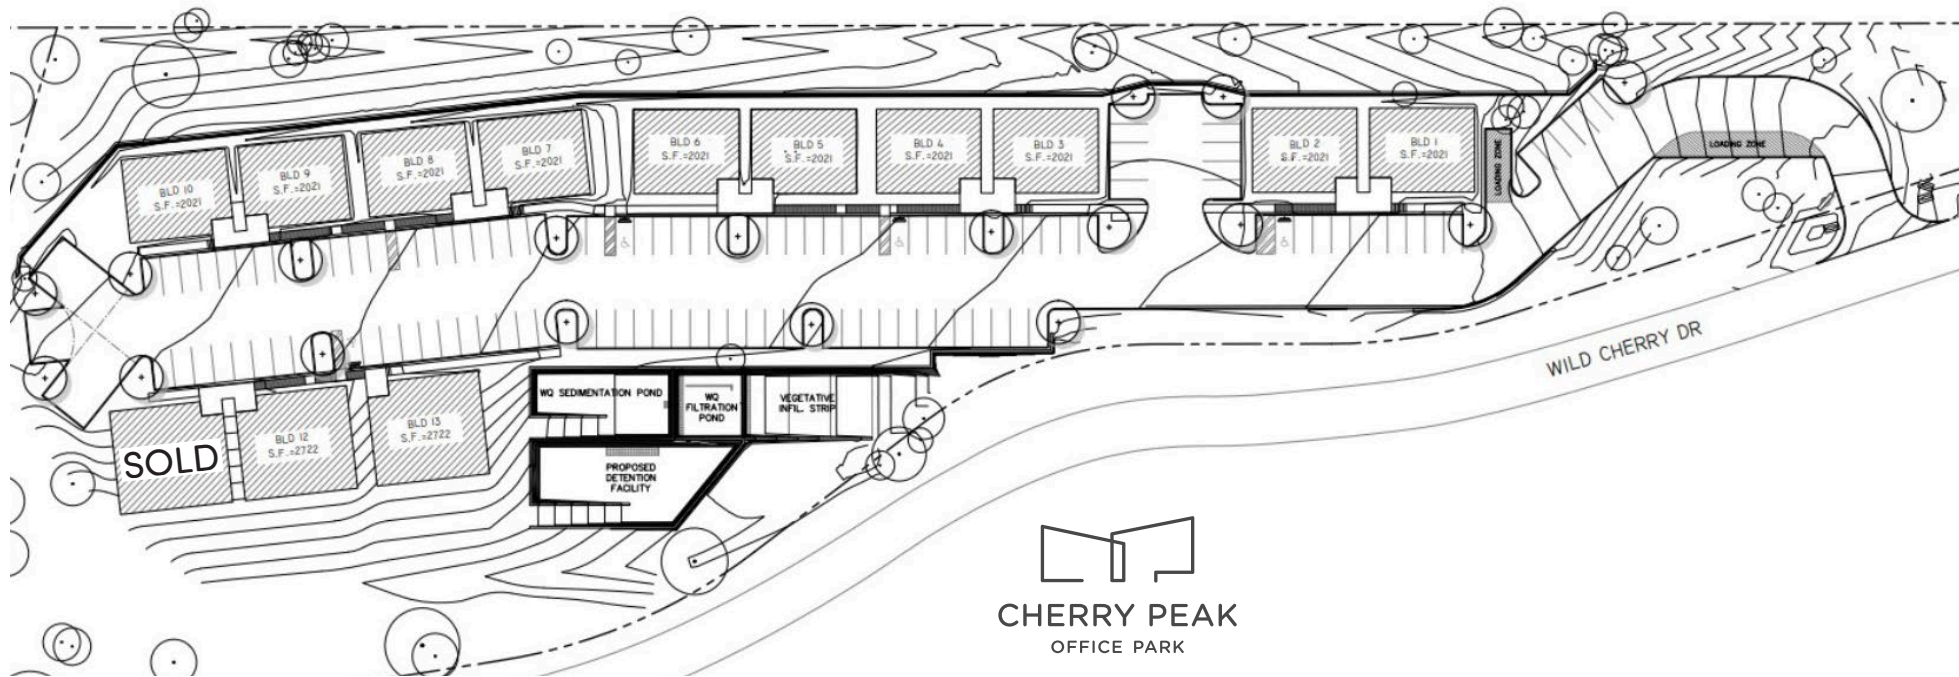 BLD 10
S.F.=2021
BLD 9
S.F.=2021
BLD 8
S.F.=2021
BLD 7
S.F.=2021
BLD 6
S.F.=2021
BLD 5
S.F.=2021
BLD 4
S.F.=2021
BLD 3
S.F.=2021
BLD 2
S.F.=2021
BLD 1
S.F.=2021
LOADING ZONE
LOADING ZONE
WILD CHERRY DR
SOLD
BLD 12
S.F.=2722
BLD 13
S.F.=2722
WQ SEDIMENTATION POND
WQ
FILTRATION
POND
VEGETATIVE
INFIL. STRIP
PROPOSED
DETENTION
FACILITY
CHERRY PEAK
OFFICE PARK